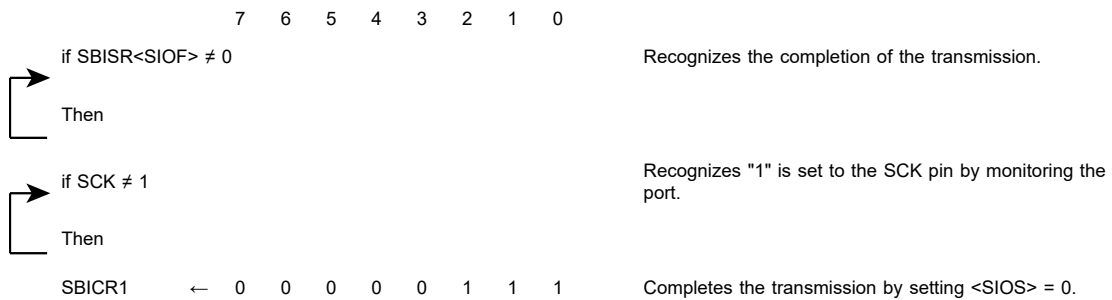 7 6 5 4 3 2 1 0
if SBISR<SIOF> ≠ 0 Recognizes the completion of the transmission.
Then
if SCK ≠ 1 Recognizes "1" is set to the SCK pin by monitoring the
port.
Then
SBICR1 ← 0 0 0 0 0 1 1 1 Completes the transmission by setting <SIOS> = 0.